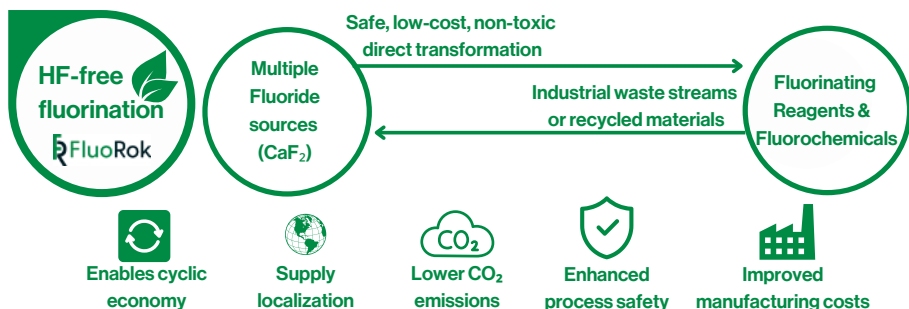 HF-free
fluorination
FluoRok
Multiple
Fluoride
sources
(CaF₂)
Safe, low-cost, non-toxic
direct transformation
Industrial waste streams
or recycled materials
Fluorinating
Reagents &
Fluorochemicals
Enables cyclic
economy
Supply
localization
CO₂
Lower CO₂
emissions
Enhanced
process safety
Improved
manufacturing costs